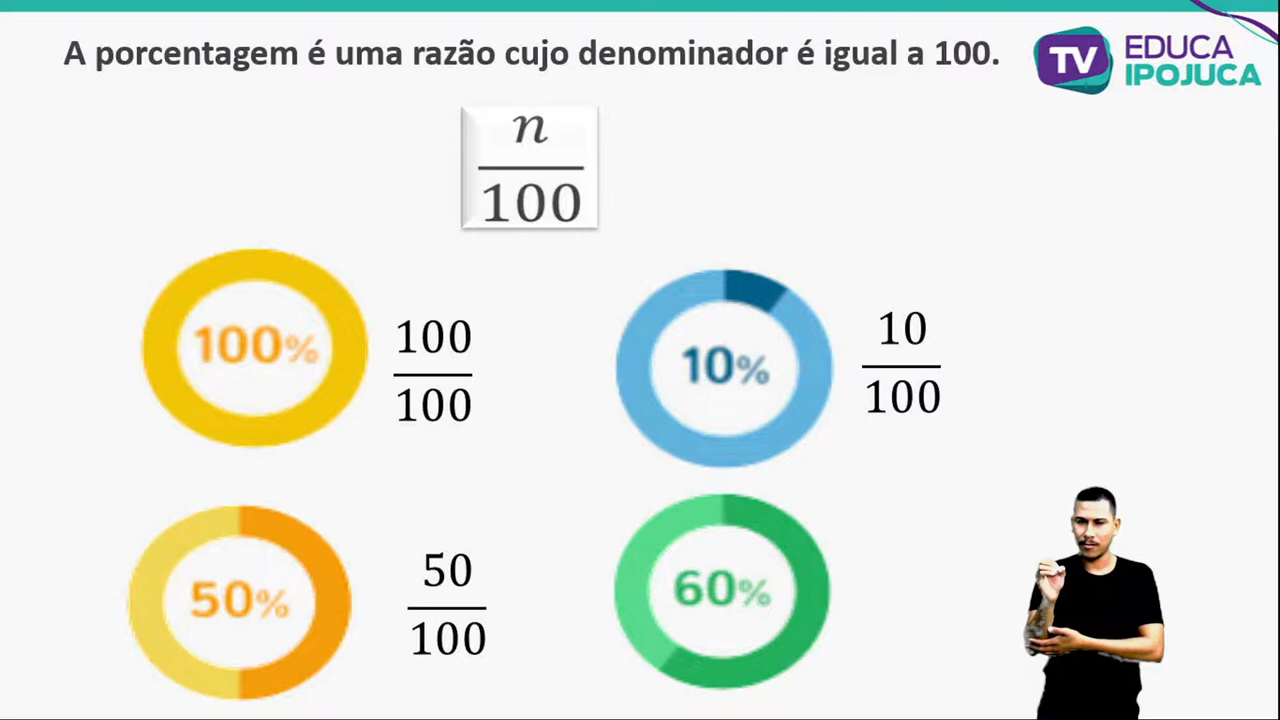 A porcentagem é uma razão cujo denominador é igual a 100.
TV EDUCA
IPOJUCA
n
100
100%
100
100
10%
10
100
50%
50
100
60%